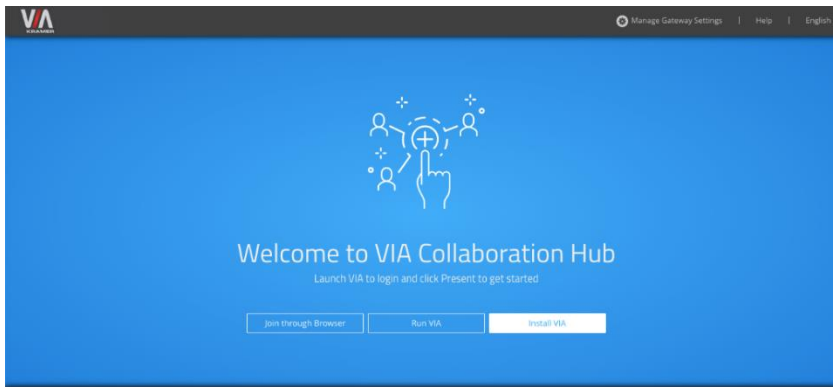 VIA
KRAMER
Manage Gateway Settings | Help | English
Welcome to VIA Collaboration Hub
Launch VIA to login and click Present to get started
Join through Browser
Run VIA
Install VIA